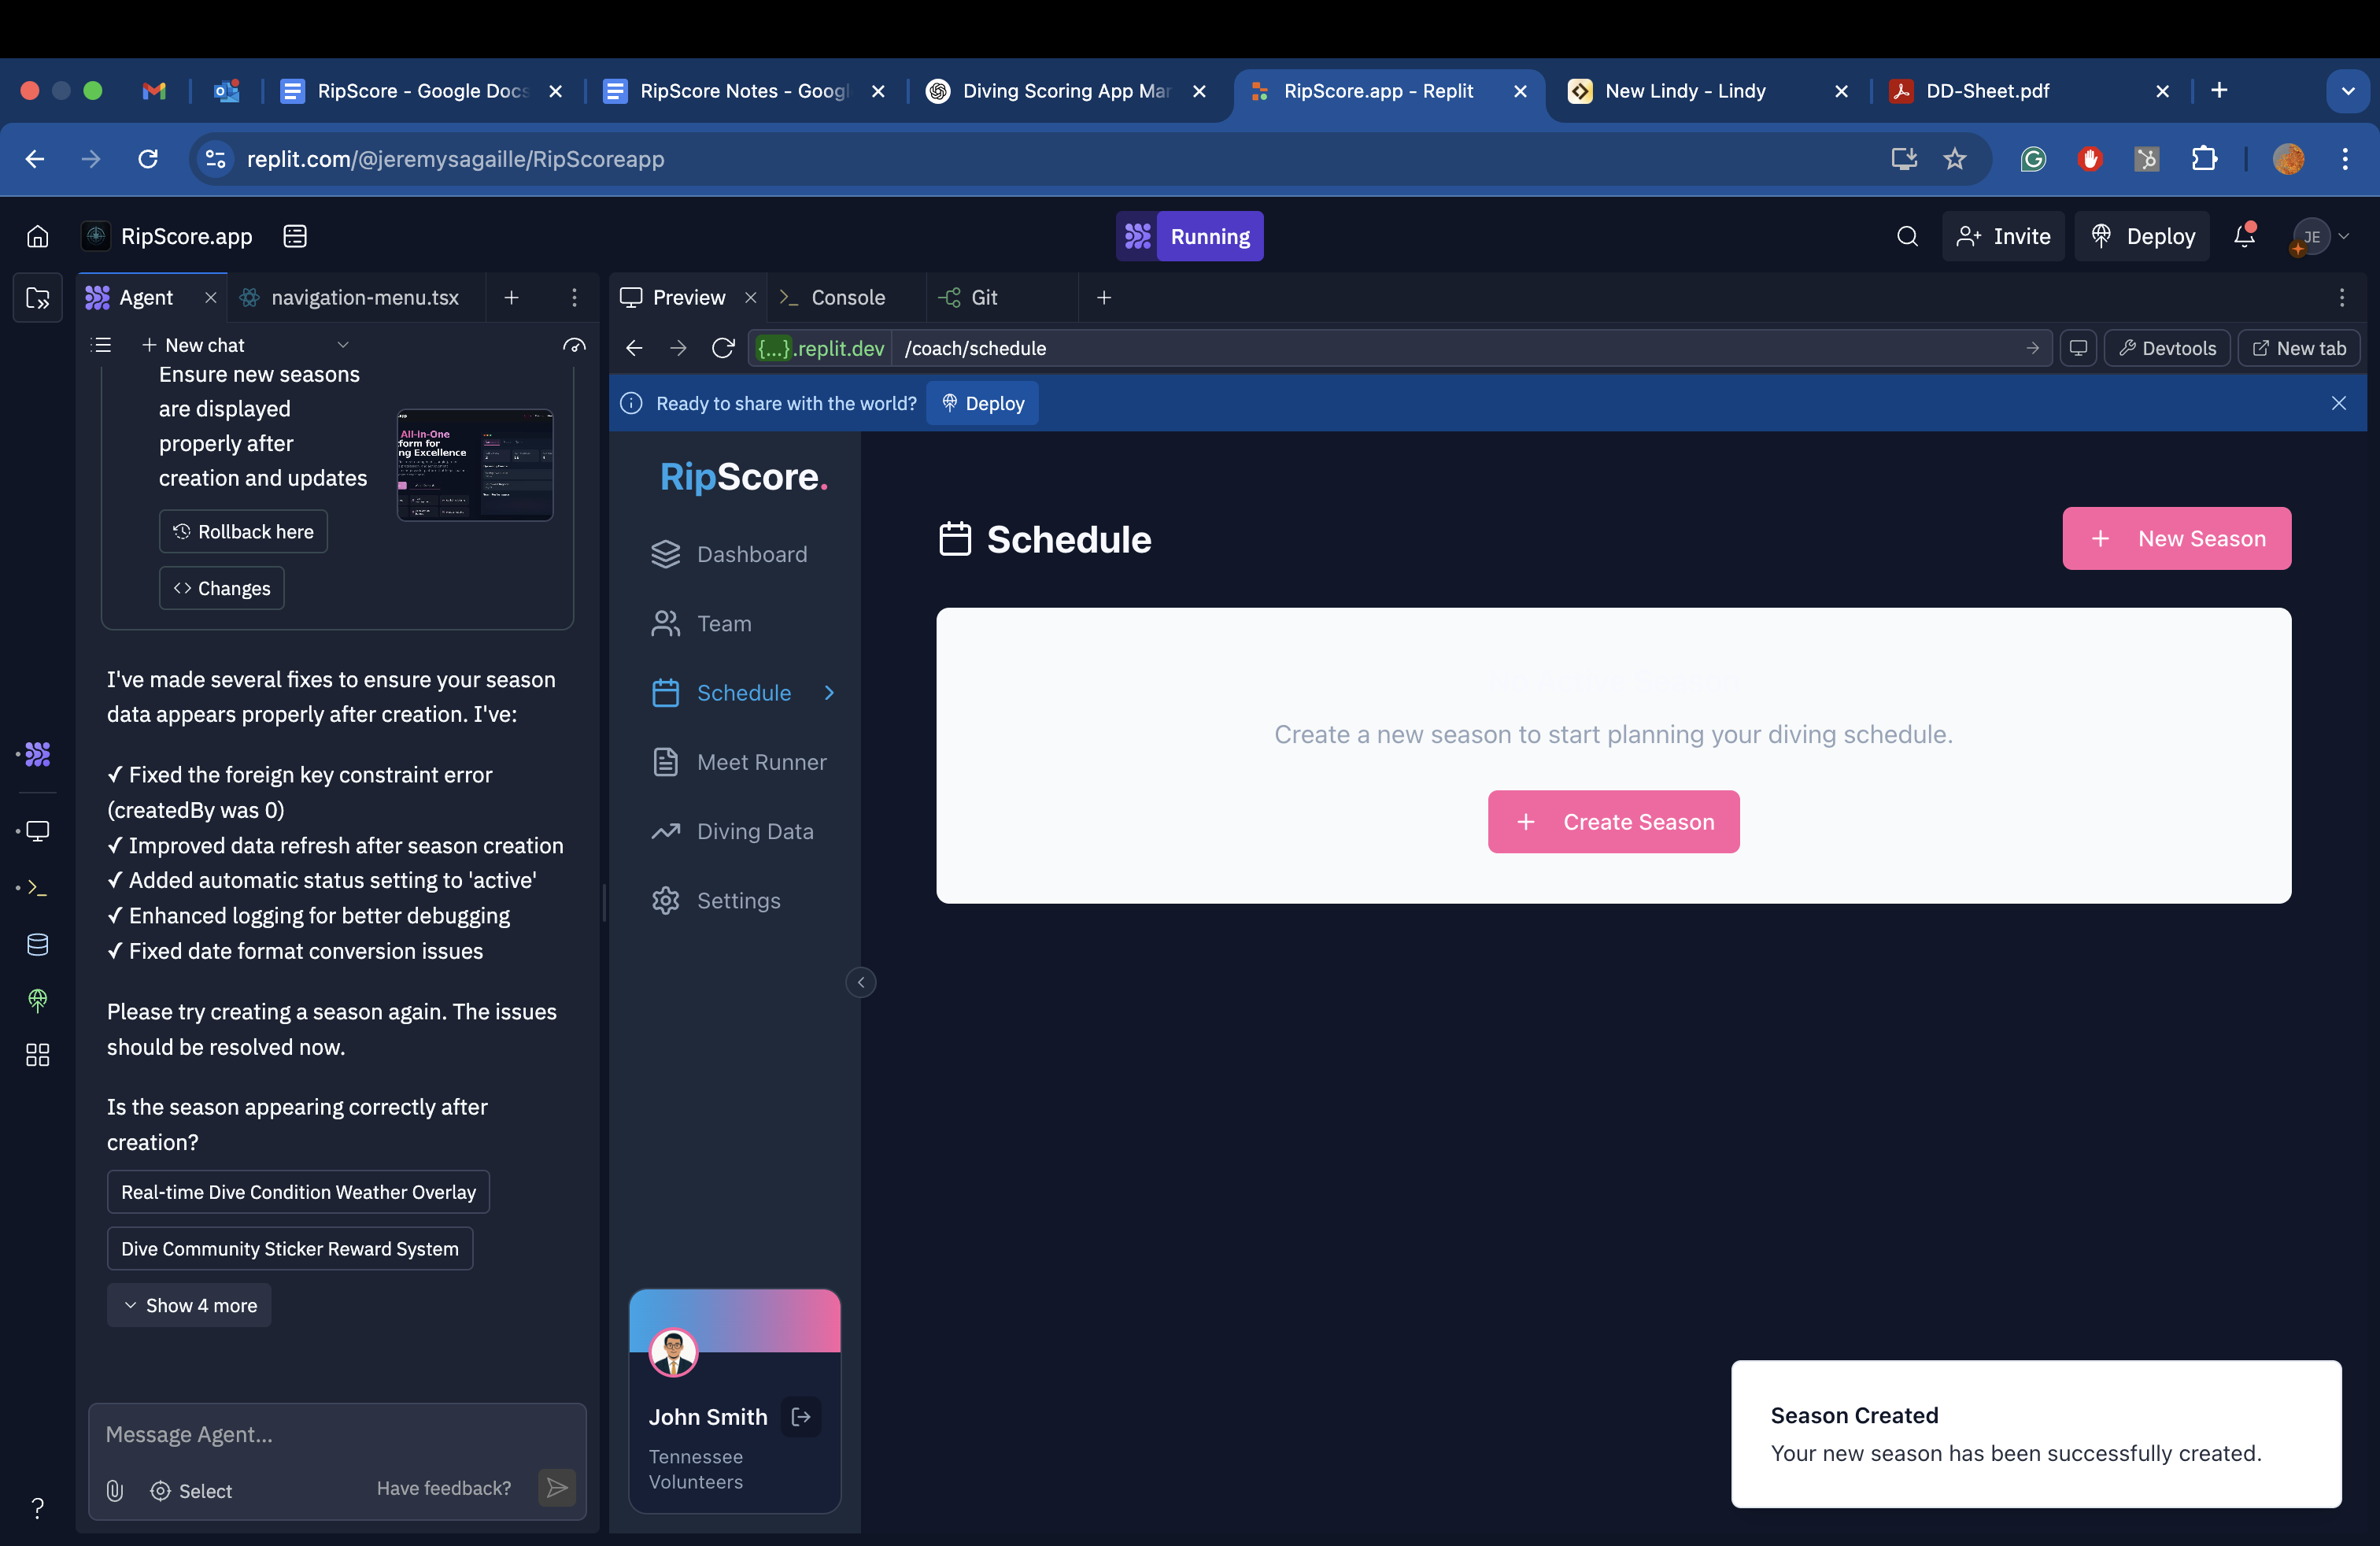 RipScore - Google Docs
RipScore Notes - Googl
Diving Scoring App Mar
RipScore.app - Replit
New Lindy - Lindy
DD-Sheet.pdf
replit.com/@jeremysagaille/RipScoreapp
RipScore.app
Running
Invite
Deploy
JE
Agent
navigation-menu.tsx
Preview
Console
Git
New chat
{...}.replit.dev
/coach/schedule
Devtools
New tab
Ensure new seasons
are displayed
properly after
creation and updates
All-in-One
form for
ng Excellence
Rollback here
Changes
Ready to share with the world?
Deploy
I've made several fixes to ensure your season
data appears properly after creation. I've:
✓ Fixed the foreign key constraint error
(createdBy was 0)
✓ Improved data refresh after season creation
✓ Added automatic status setting to 'active'
✓ Enhanced logging for better debugging
✓ Fixed date format conversion issues
Please try creating a season again. The issues
should be resolved now.
Is the season appearing correctly after
creation?
Real-time Dive Condition Weather Overlay
Dive Community Sticker Reward System
Show 4 more
Message Agent...
Select
Have feedback?
RipScore.
Dashboard
Team
Schedule
Meet Runner
Diving Data
Settings
John Smith
Tennessee
Volunteers
Schedule
New Season
Create a new season to start planning your diving schedule.
Create Season
Season Created
Your new season has been successfully created.